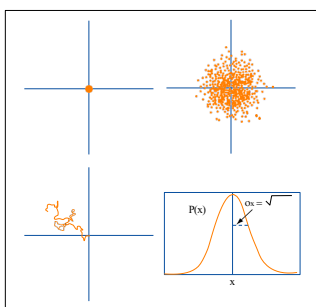 P(x)
σx = √
x